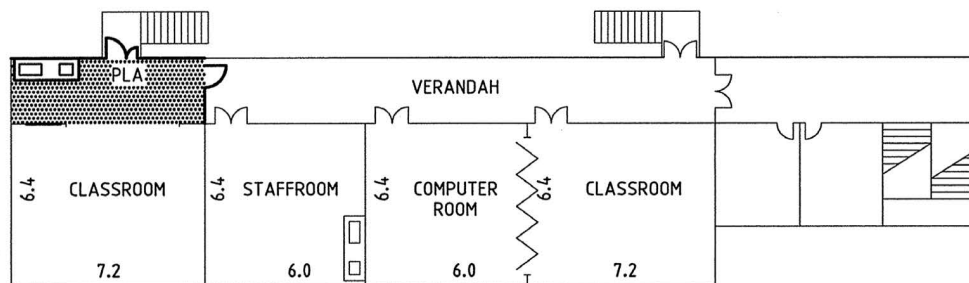 PLA
VERANDAH
6.4
CLASSROOM
7.2
6.4
STAFFROOM
6.0
6.4
COMPUTER
ROOM
6.0
6.4
CLASSROOM
7.2